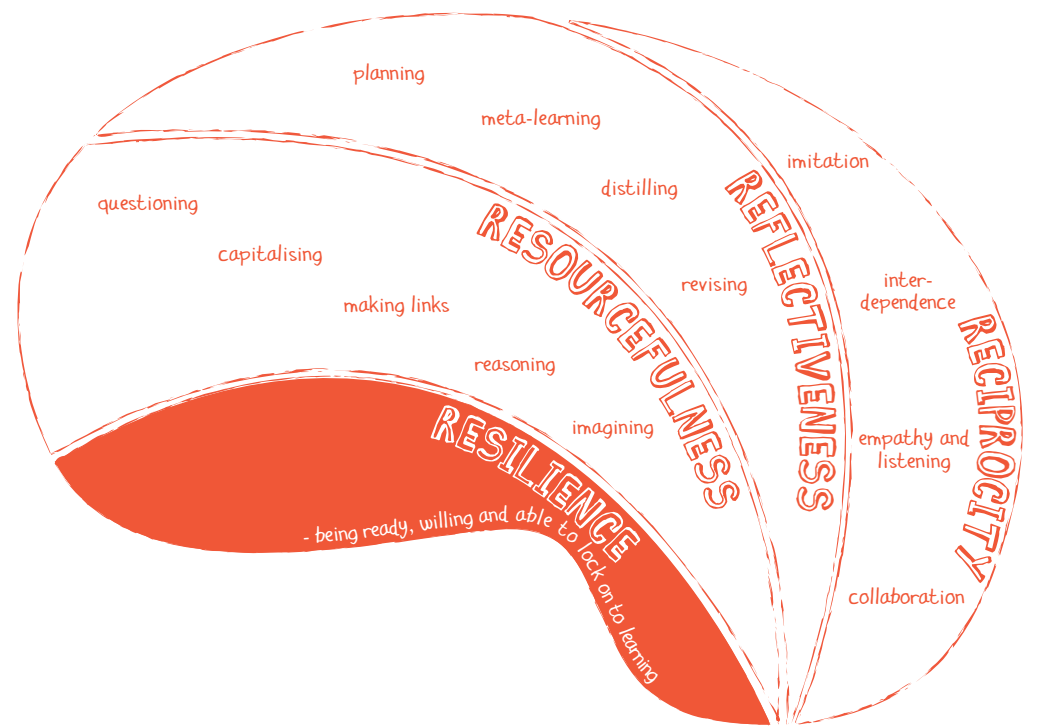 planning
meta-learning
distilling
revising
REFLECTIVENESS
imitation
inter-
dependence
empathy and
listening
collaboration
RECIPROCITY
questioning
capitalising
making links
reasoning
imagining
RESOURCEFULNESS
RESILIENCE
- being ready, willing and able to lock on to learning